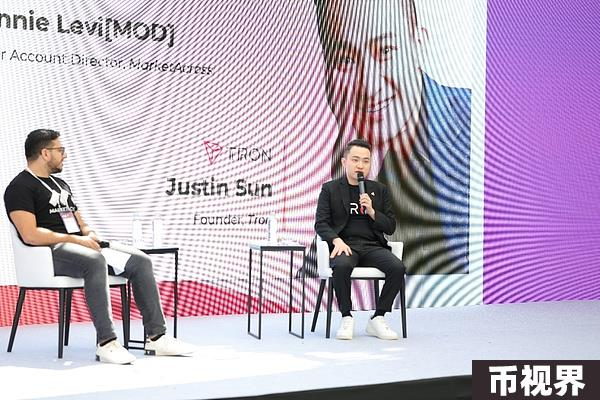 nnie Levi[MOD]
r Account Director, MarketAcross
TRON
Justin Sun
Founder, Tron
币视界